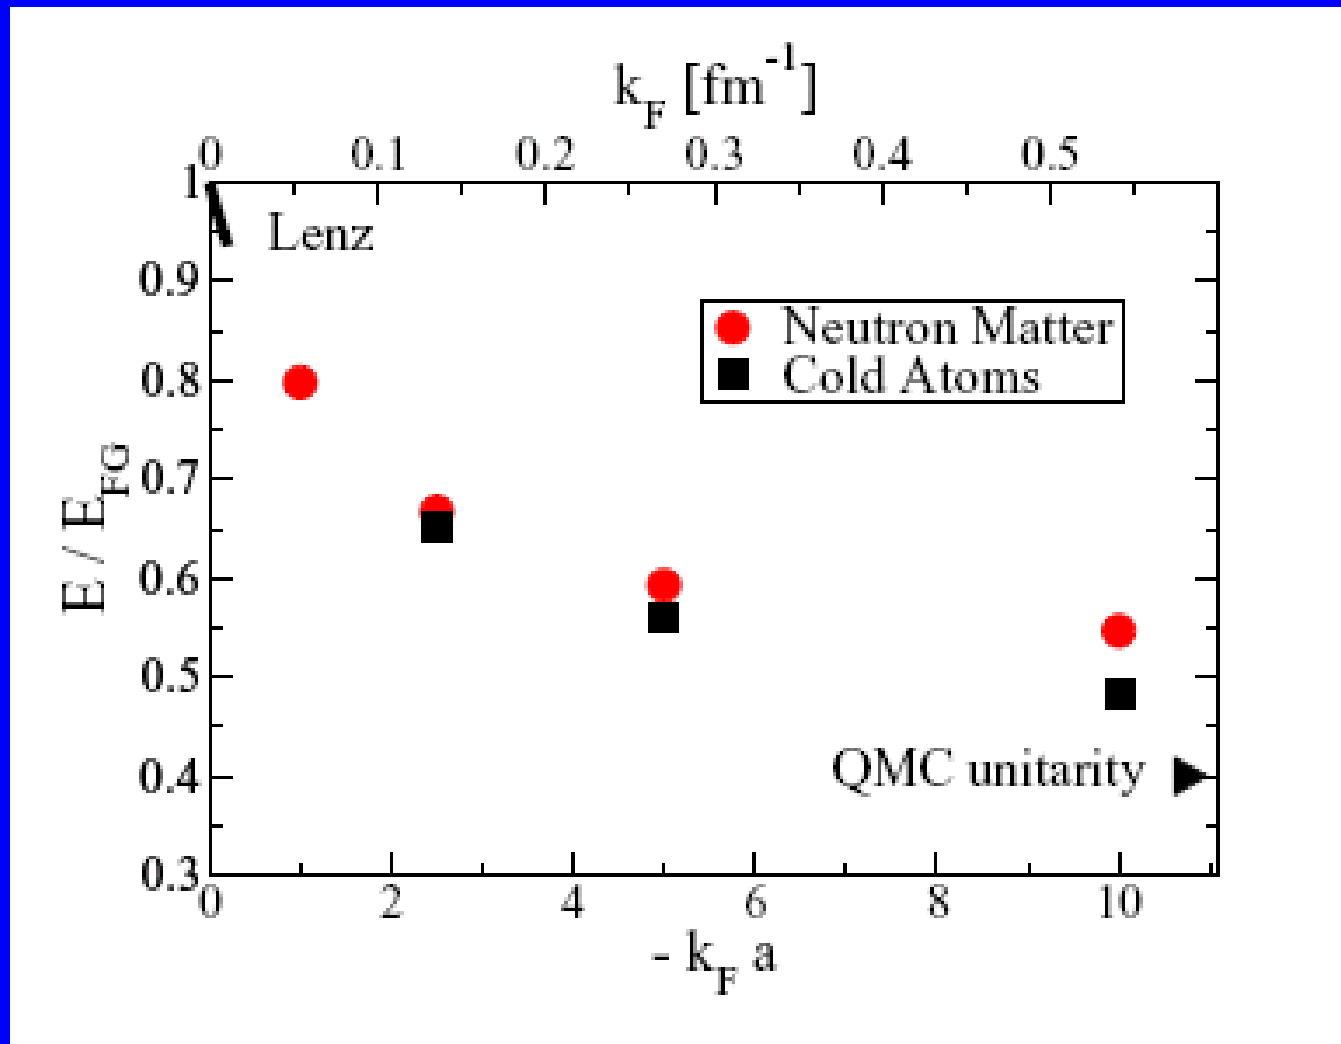 k_F [fm^-1]
0 0.1 0.2 0.3 0.4 0.5
1
Lenz
0.9
Neutron Matter
0.8
Cold Atoms
0.7
E / E_FG
0.6
0.5
QMC unitarity
0.4
0.3
0 2 4 6 8 10
- k_F a